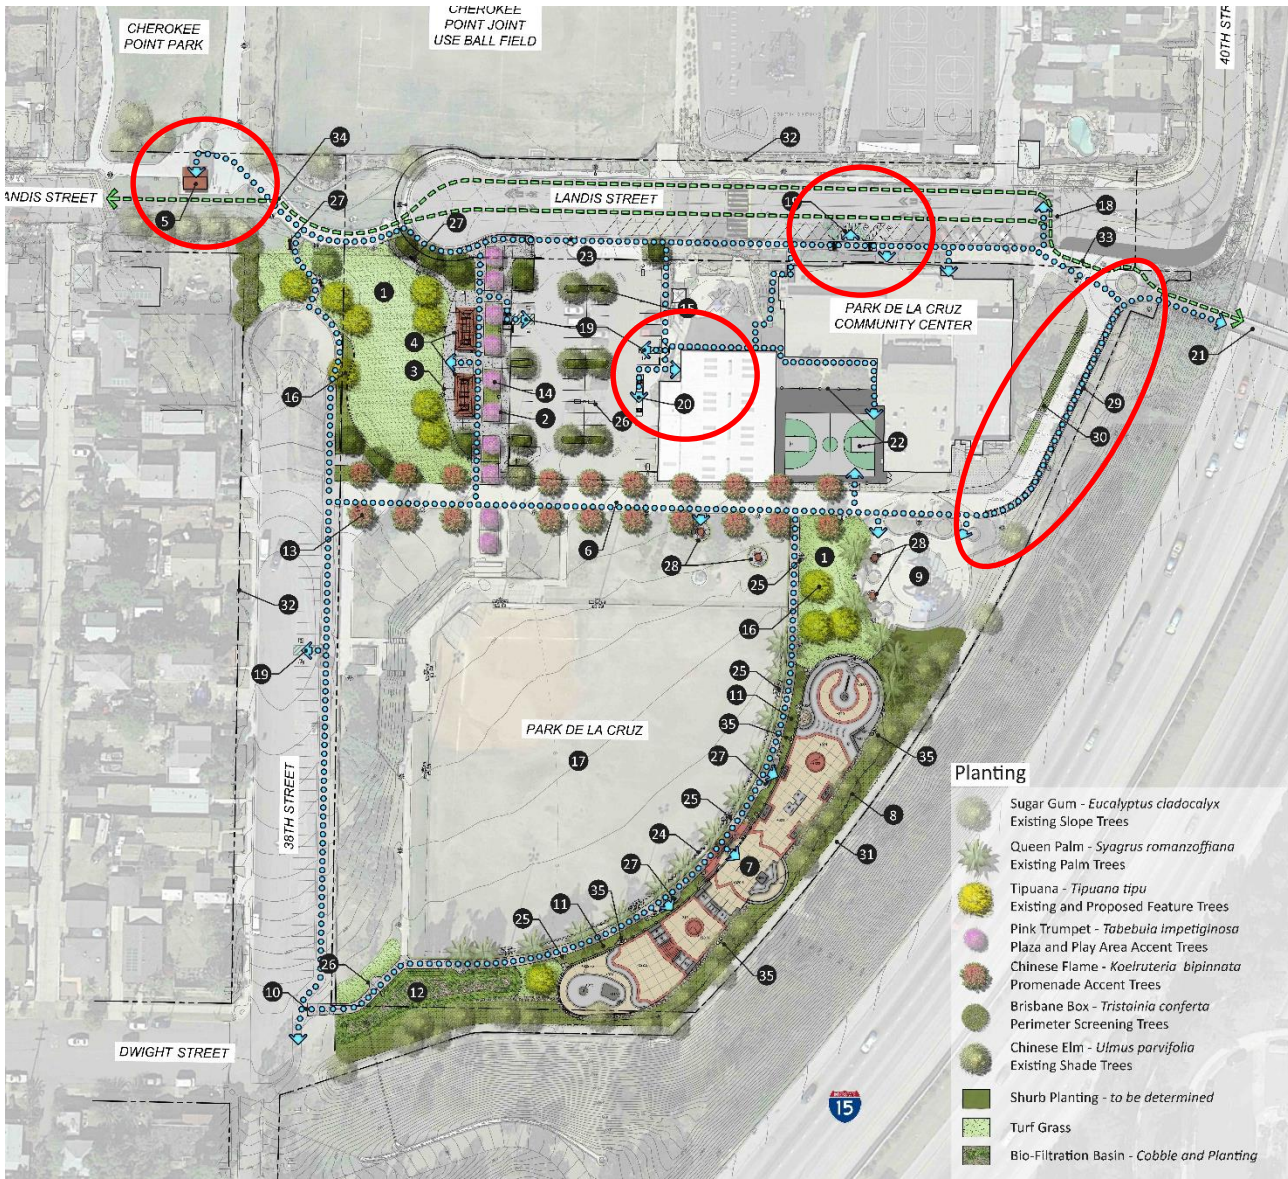 CHEROKEE
POINT PARK
CHEROKEE
POINT JOINT
USE BALL FIELD
40TH STR
34
32
LANDIS STREET
5
27
LANDIS STREET
19
18
27
33
23
1
15
PARK DE LA CRUZ
COMMUNITY CENTER
4
19
21
3
16
14
20
29
2
26
30
22
13
6
28
28
1
25
9
32
16
19
25
11
PARK DE LA CRUZ
35
35
17
27
38TH STREET
25
8
24
31
7
27
35
11
25
35
26
10
12
DWIGHT STREET
15
Planting
Sugar Gum - Eucalyptus cladocalyx
Existing Slope Trees
Queen Palm - Syagrus romanzoffiana
Existing Palm Trees
Tipuana - Tipuana tipu
Existing and Proposed Feature Trees
Pink Trumpet - Tabebuia impetiginosa
Plaza and Play Area Accent Trees
Chinese Flame - Koelruteria bipinnata
Promenade Accent Trees
Brisbane Box - Tristainia conferta
Perimeter Screening Trees
Chinese Elm - Ulmus parvifolia
Existing Shade Trees
Shurb Planting - to be determined
Turf Grass
Bio-Filtration Basin - Cobble and Planting